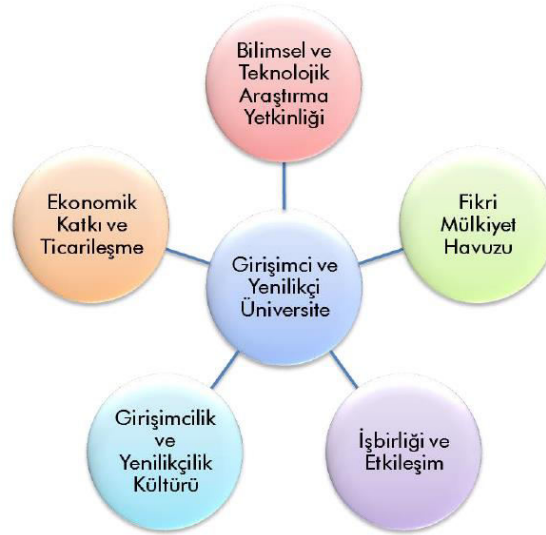 Bilimsel ve
Teknolojik
Araştırma
Yetkinliği
Ekonomik
Katkı ve
Ticarileşme
Fikri
Mülkiyet
Havuzu
Girişimci ve
Yenilikçi
Üniversite
Girişimcilik
ve
Yenilikçilik
Kültürü
İşbirliği ve
Etkileşim